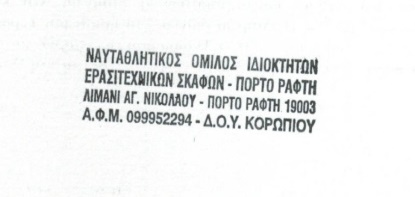 ΝΑΥΤΑΘΛΗΤΙΚΟΣ ΟΜΙΛΟΣ ΙΔΙΟΚΤΗΤΩΝ
ΕΡΑΣΙΤΕΧΝΙΚΩΝ ΣΚΑΦΩΝ - ΠΟΡΤΟ ΡΑΦΤΗ
ΛΙΜΑΝΙ ΑΓ. ΝΙΚΟΛΑΟΥ - ΠΟΡΤΟ ΡΑΦΤΗ 19003
Α.Φ.Μ. 099952294 - Δ.Ο.Υ. ΚΟΡΩΠΙΟΥ